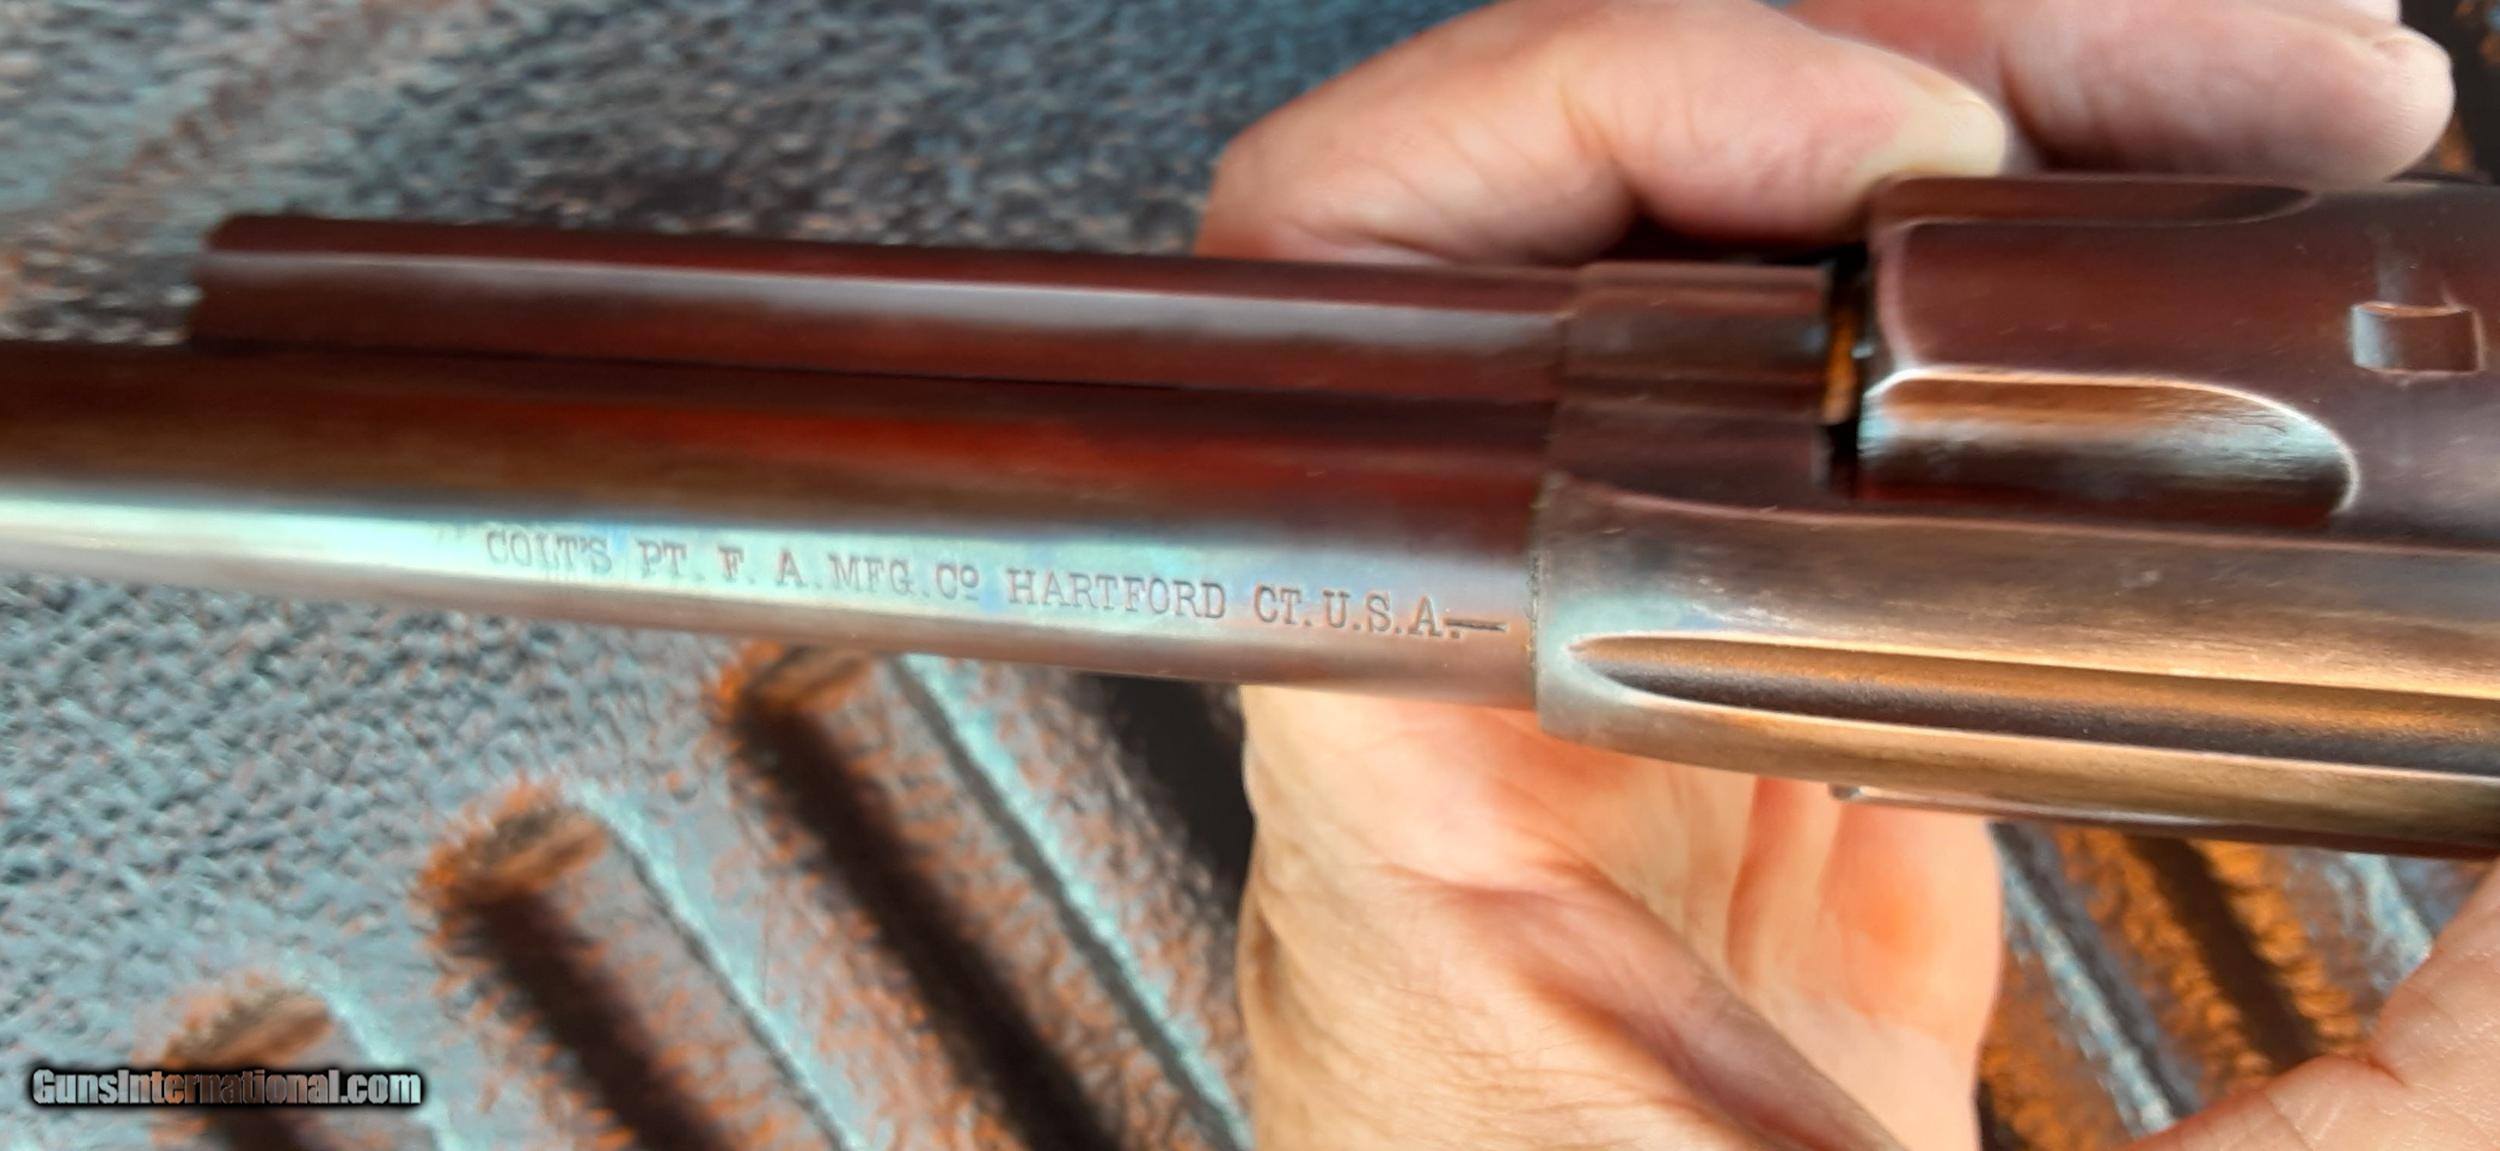 COLT'S PT. F. A. MFG. Cº HARTFORD CT. U.S.A.—
GunsInternational.com